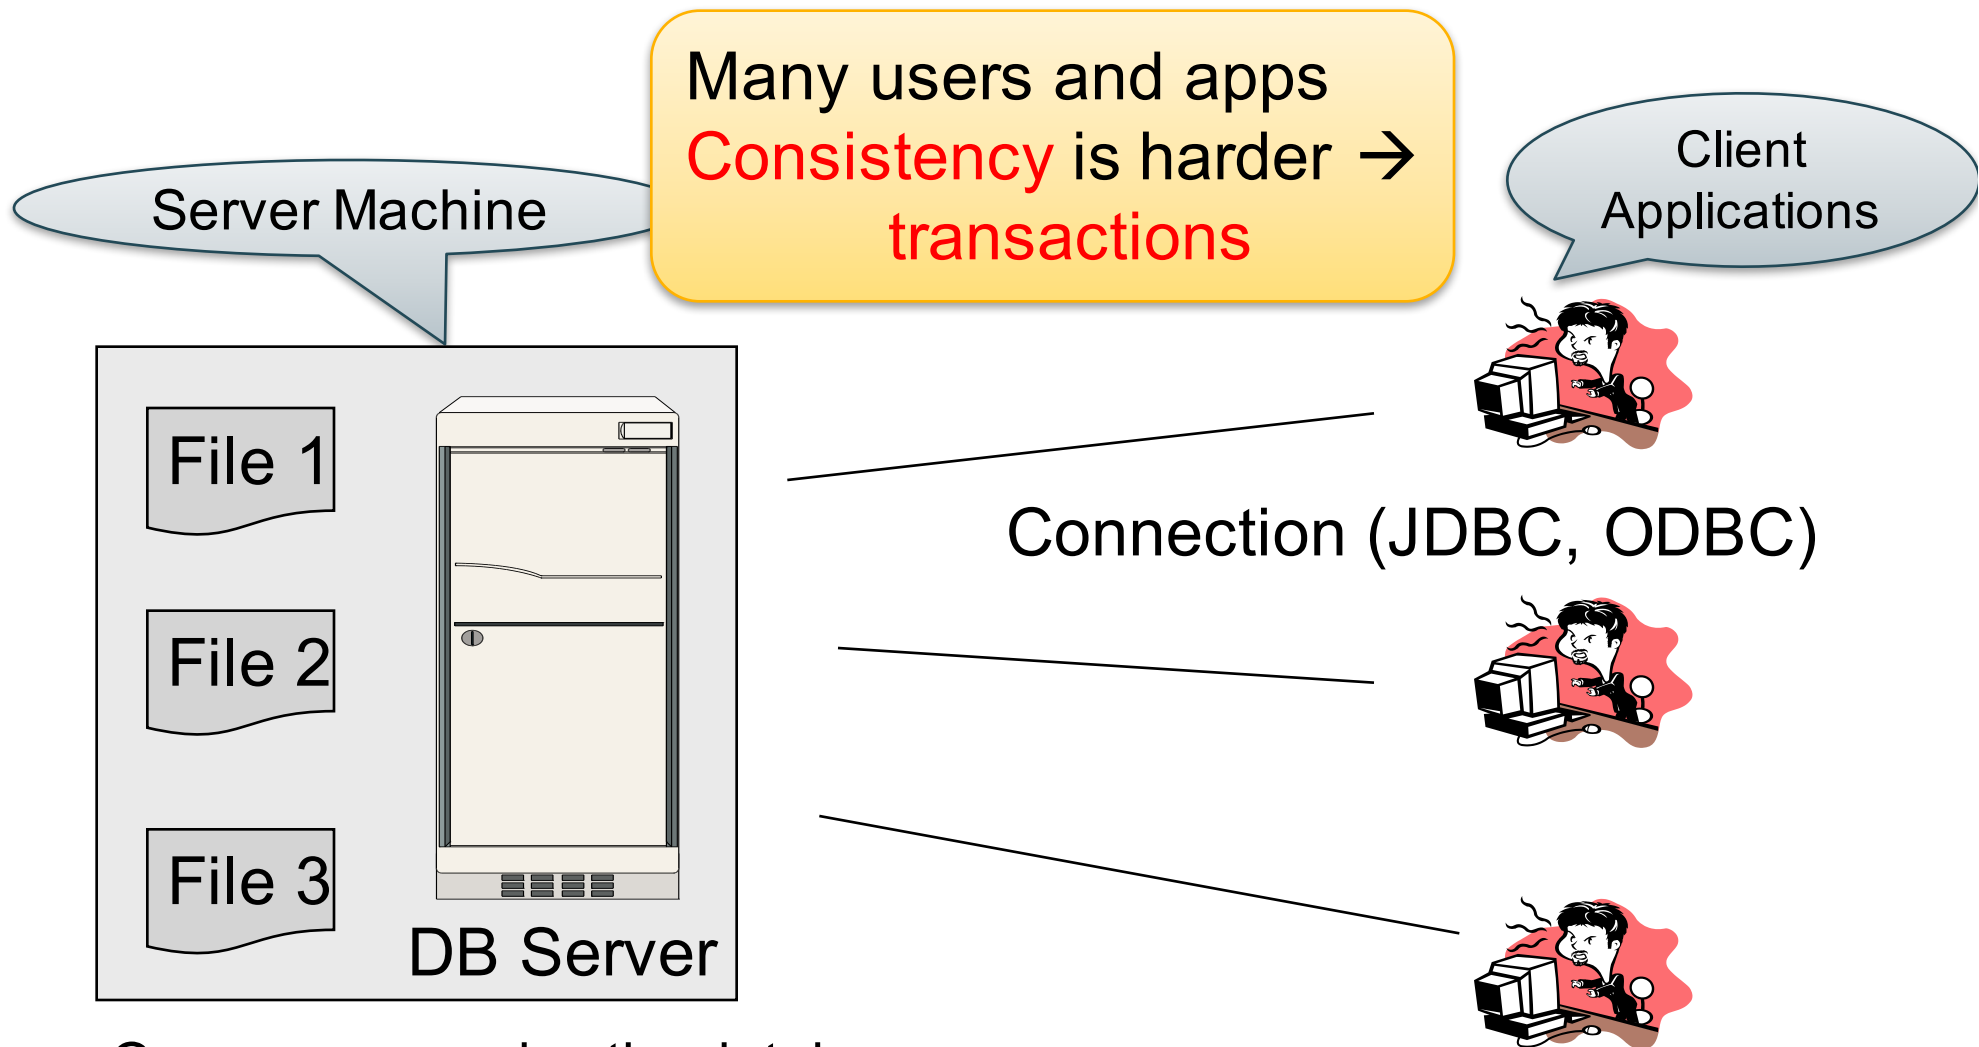 Many users and apps
Consistency is harder →
transactions
Server Machine
Client
Applications
File 1
File 2
File 3
DB Server
Connection (JDBC, ODBC)